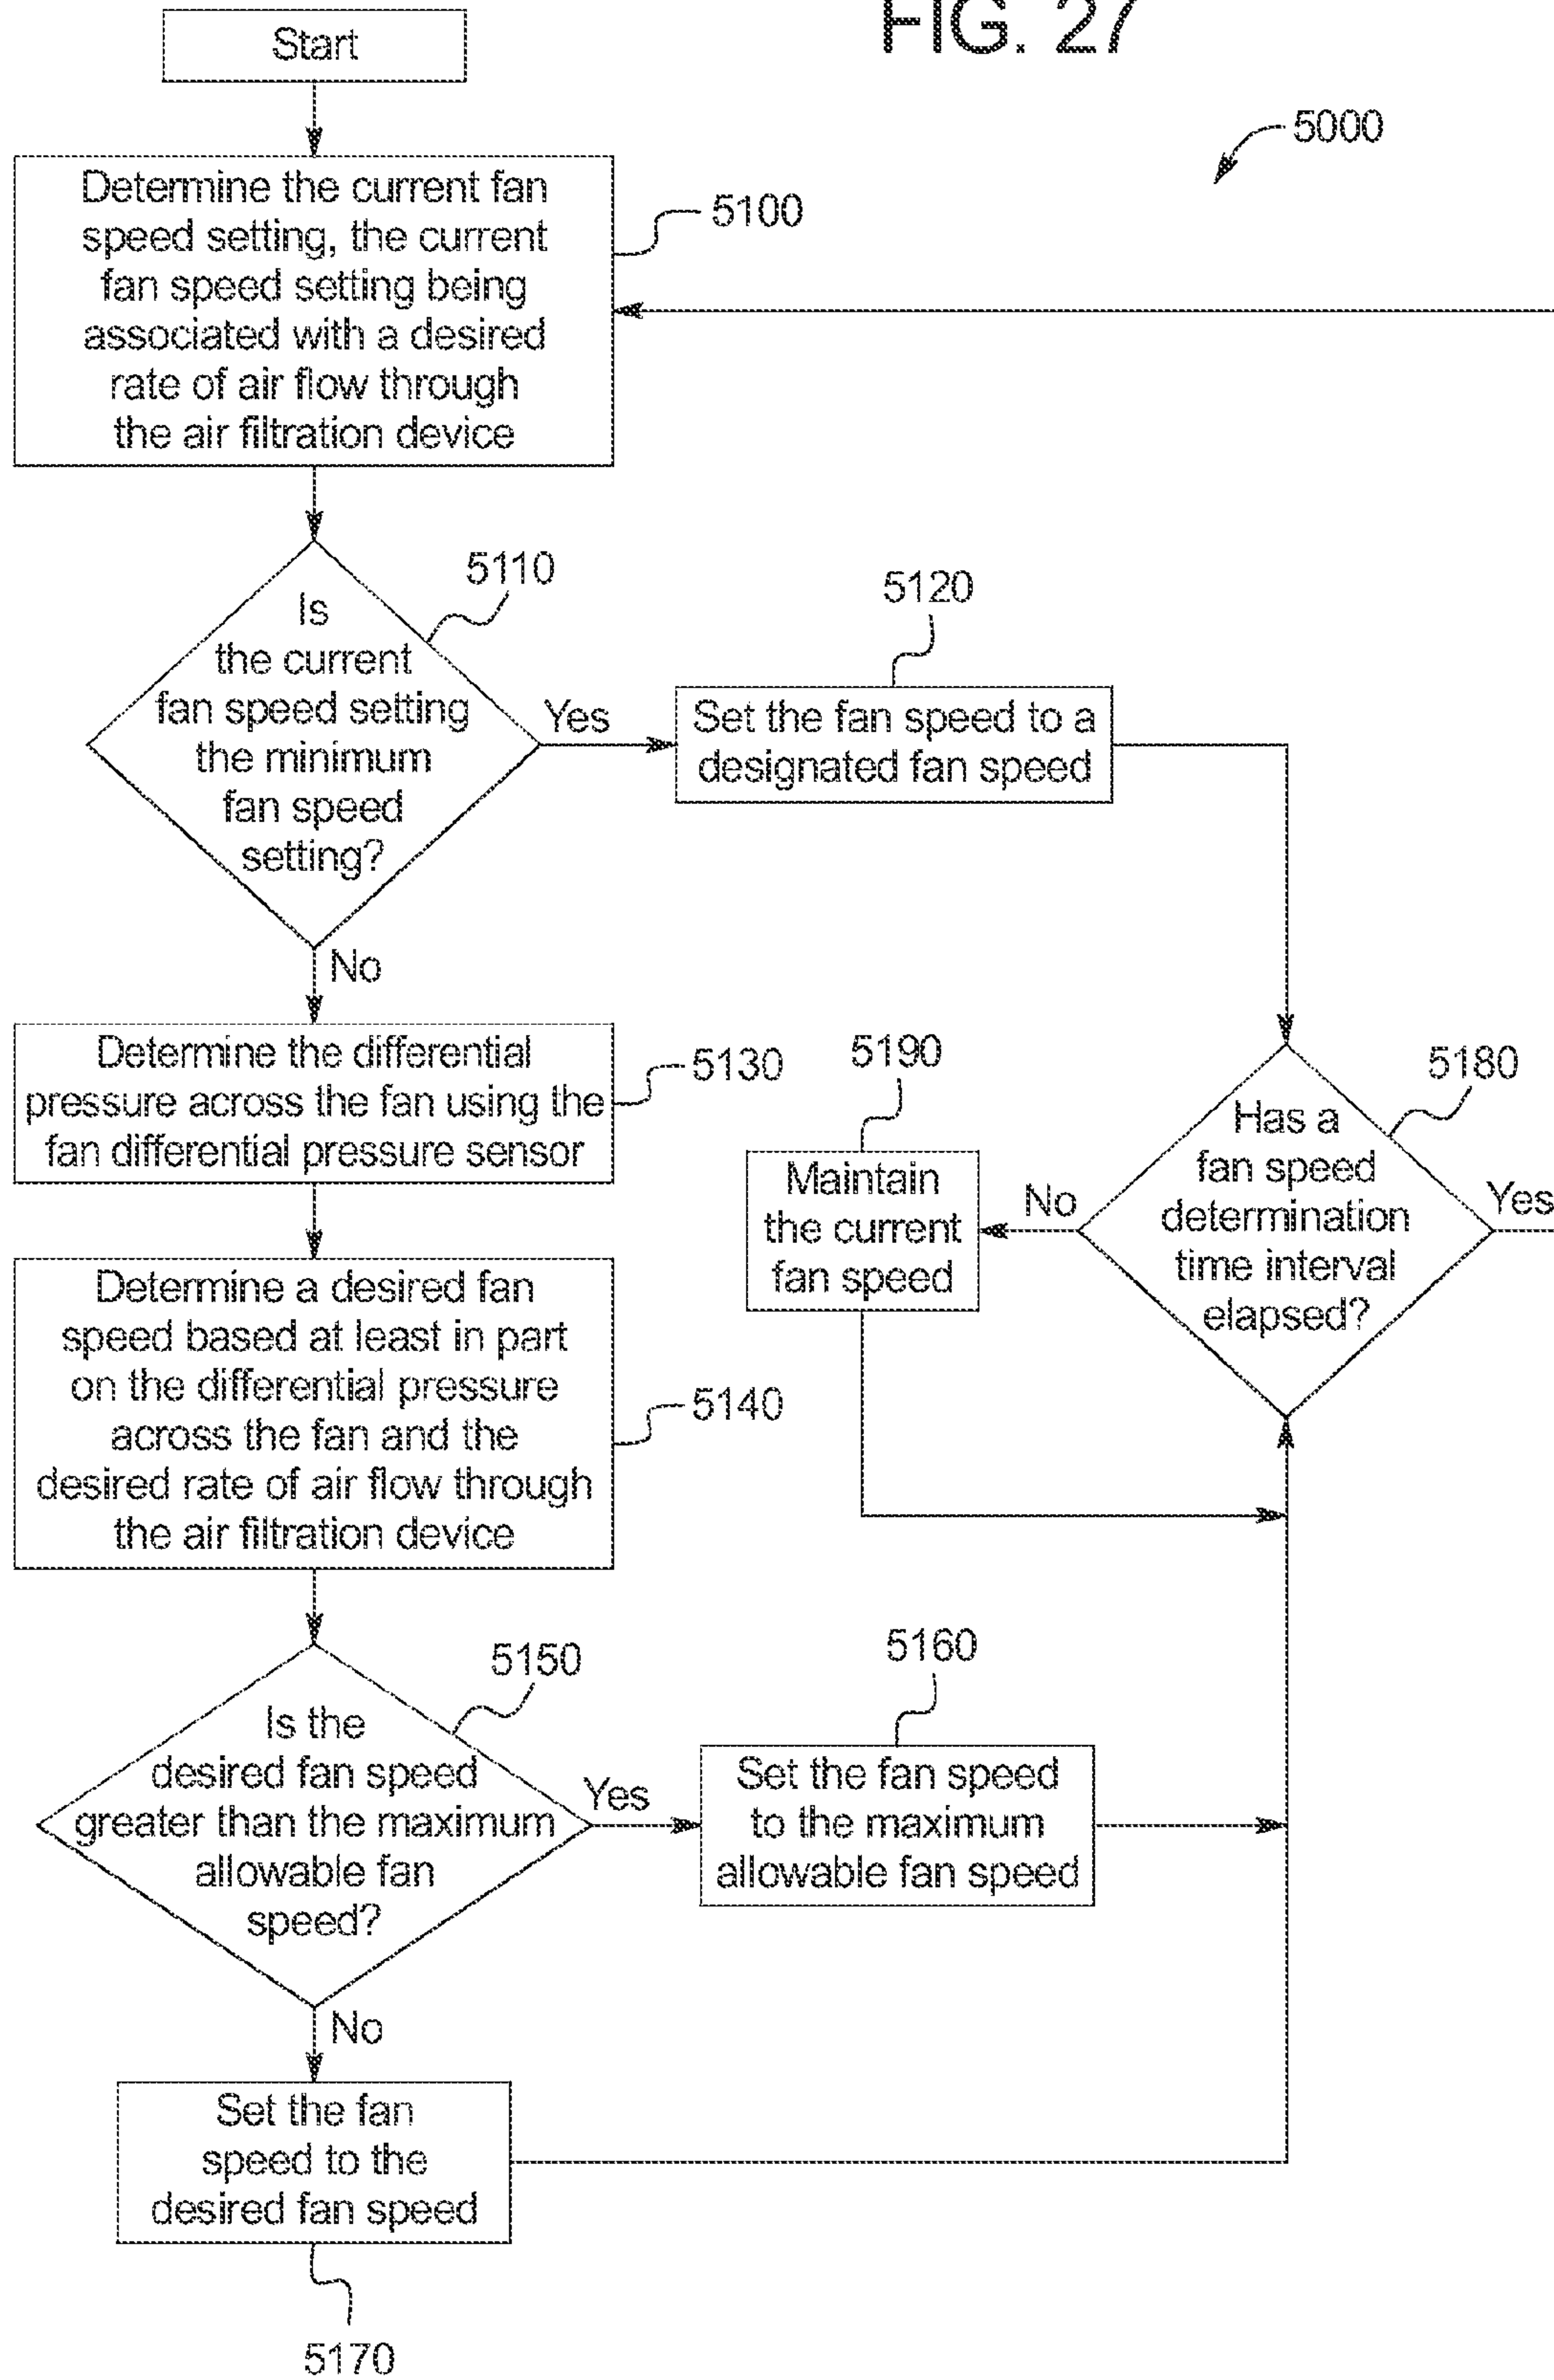 FIG. 27
Start
5000
Determine the current fan
speed setting, the current
fan speed setting being
associated with a desired
rate of air flow through
the air filtration device
5100
Is
the current
fan speed setting
the minimum
fan speed
setting?
5110
Yes
No
5120
Set the fan speed to a
designated fan speed
Determine the differential
pressure across the fan using the
fan differential pressure sensor
5130
5190
Maintain
the current
fan speed
5180
Has a
fan speed
determination
time interval
elapsed?
No
Yes
Determine a desired fan
speed based at least in part
on the differential pressure
across the fan and the
desired rate of air flow through
the air filtration device
5140
5150
Is the
desired fan speed
greater than the maximum
allowable fan
speed?
Yes
No
5160
Set the fan speed
to the maximum
allowable fan speed
Set the fan
speed to the
desired fan speed
5170